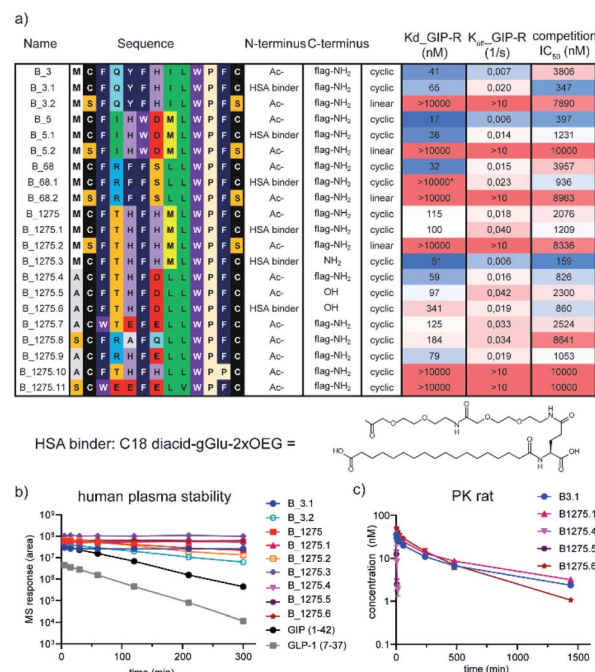 a)
Name Sequence N-terminus C-terminus Kd_GIP-R (nM) Koff_GIP-R (1/s) competition IC50 (nM)
B_3 M C F Q Y F H I L W P F C Ac- flag-NH2 cyclic 41 0,007 3806
B_3.1 M C F Q Y F H I L W P F C HSA binder flag-NH2 cyclic 65 0,020 347
B_3.2 M S F Q Y F H I L W P F S Ac- flag-NH2 linear >10000 >10 7890
B_5 M C F I H W D M L W P F C Ac- flag-NH2 cyclic 17 0,006 397
B_5.1 M C F I H W D M L W P F C HSA binder flag-NH2 cyclic 36 0,014 1231
B_5.2 M S F I H W D M L W P F S Ac- flag-NH2 linear >10000 >10 10000
B_68 M C F R F F S L L W P F C Ac- flag-NH2 cyclic 32 0,015 3957
B_68.1 M C F R F F S L L W P F C HSA binder flag-NH2 cyclic >10000* 0,023 936
B_68.2 M S F R F F S L L W P F S Ac- flag-NH2 linear >10000 >10 8963
B_1275 M C F T H F H M L W P F C Ac- flag-NH2 cyclic 115 0,018 2076
B_1275.1 M C F T H F H M L W P F C HSA binder flag-NH2 cyclic 100 0,040 1209
B_1275.2 M S F T H F H M L W P F S Ac- flag-NH2 linear >10000 >10 8336
B_1275.3 M C F T H F H M L W P F C HSA binder NH2 cyclic 5* 0,006 159
B_1275.4 A C F T H F D L L W P F C Ac- flag-NH2 cyclic 59 0,016 826
B_1275.5 A C F T H F D L L W P F C Ac- OH cyclic 97 0,042 2300
B_1275.6 A C F T H F D L L W P F C HSA binder OH cyclic 341 0,019 860
B_1275.7 A C W T E F E L L W P F C Ac- flag-NH2 cyclic 125 0,033 2524
B_1275.8 S C F R A F Q L L W P F C Ac- flag-NH2 cyclic 184 0,034 8641
B_1275.9 A C F R H F E L L W P F C Ac- flag-NH2 cyclic 79 0,019 1053
B_1275.10 A C F T H F H L L W P P C Ac- flag-NH2 cyclic >10000 >10 10000
B_1275.11 S C W E E F E L V W P F C Ac- flag-NH2 cyclic >10000 >10 10000
HSA binder: C18 diacid-gGlu-2xOEG =
b) human plasma stability
MS response (area)
10⁹
10⁸
10⁷
10⁶
10⁵
10⁴
10³
0 100 200 300
time (min)
B_3.1
B_3.2
B_1275
B_1275.1
B_1275.2
B_1275.3
B_1275.4
B_1275.5
B_1275.6
GIP (1-42)
GLP-1 (7-37)
c) PK rat
concentration (nM)
100
10
1
0.1
0 500 1000 1500
time (min)
B3.1
B1275.1
B1275.4
B1275.5
B1275.6